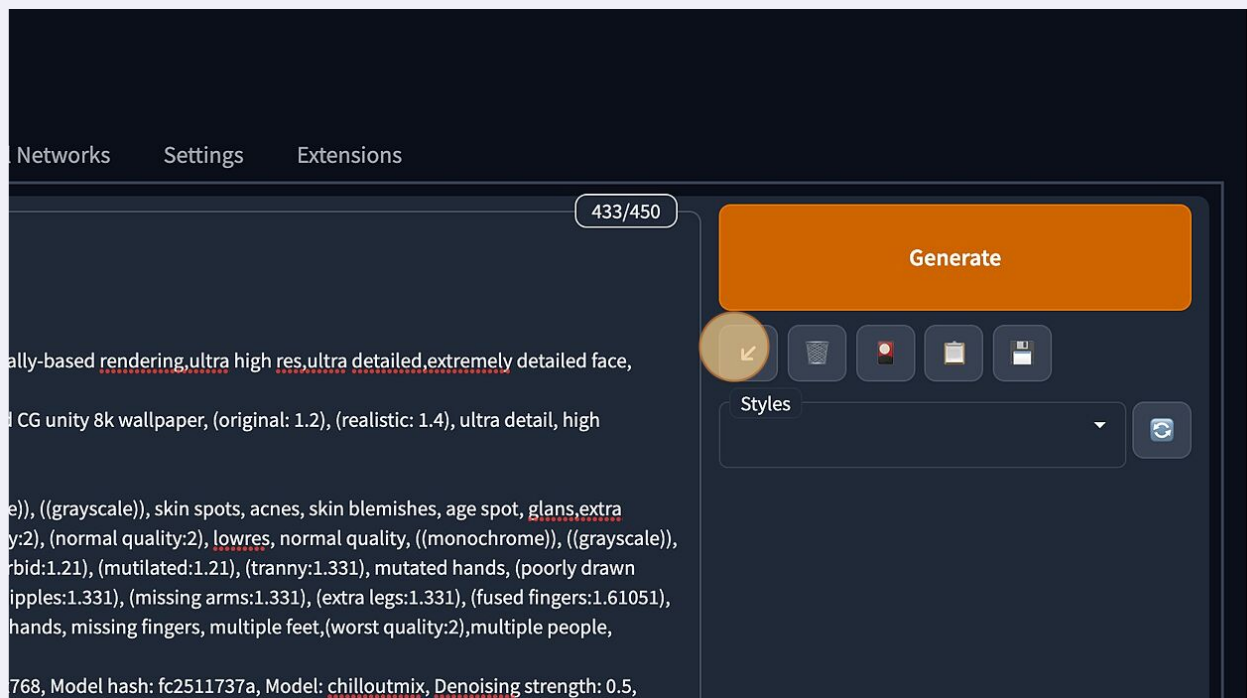 Networks Settings Extensions
433/450
Generate
ally-based rendering,ultra high res,ultra detailed,extremely detailed face,
Styles
CG unity 8k wallpaper, (original: 1.2), (realistic: 1.4), ultra detail, high
e)), ((grayscale)), skin spots, acnes, skin blemishes, age spot, glans,extra
y:2), (normal quality:2), lowres, normal quality, ((monochrome)), ((grayscale)),
rbid:1.21), (mutilated:1.21), (tranny:1.331), mutated hands, (poorly drawn
ipples:1.331), (missing arms:1.331), (extra legs:1.331), (fused fingers:1.61051),
hands, missing fingers, multiple feet,(worst quality:2),multiple people,
768, Model hash: fc2511737a, Model: chilloutmix, Denoising strength: 0.5,